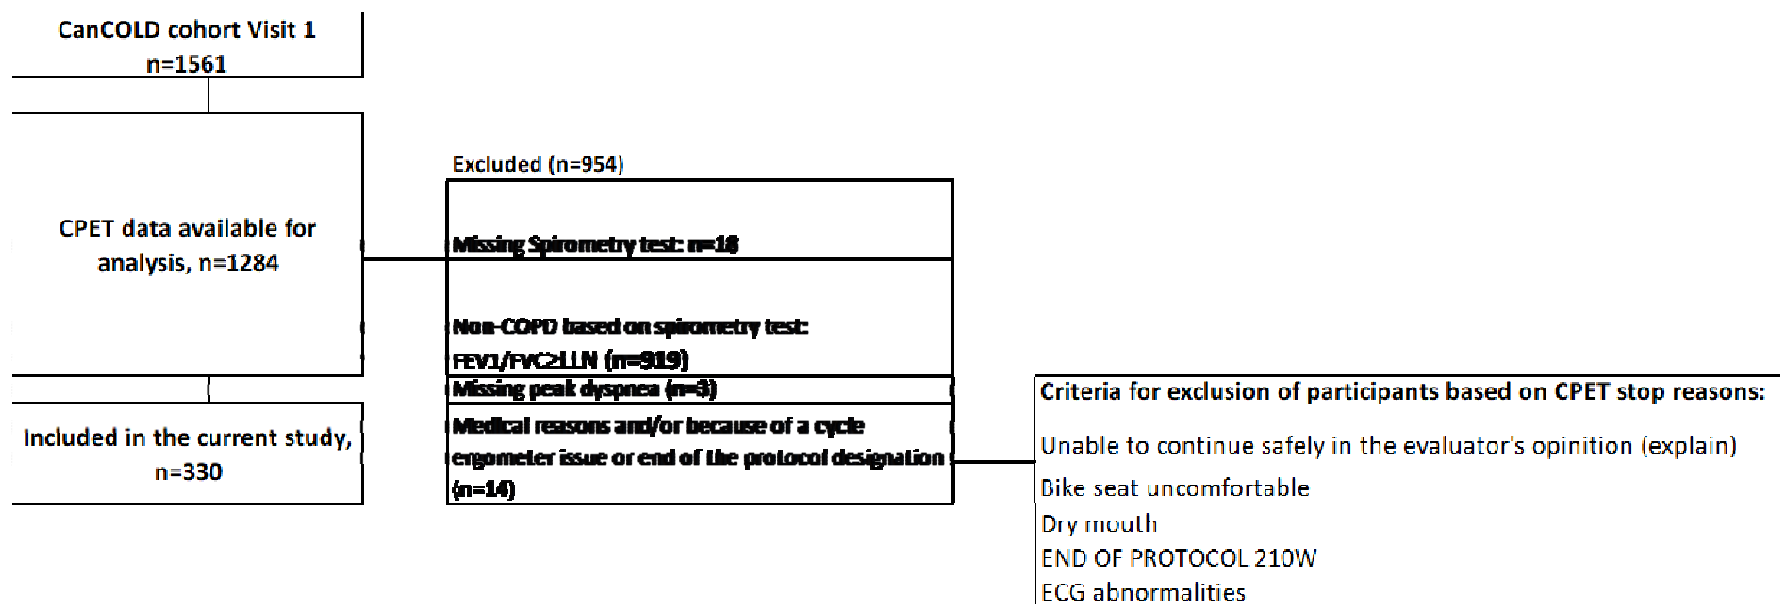 CanCOLD cohort Visit 1
n=1561
CPET data available for
analysis, n=1284
Excluded (n=954)
Missing Spirometry test: n=18
Non-COPD based on spirometry test:
FEV1/FVC≥LLN (n=919)
Missing peak dyspnea (n=3)
Medical reasons and/or because of a cycle
ergometer issue or end of the protocol designation
(n=14)
Included in the current study,
n=330
Criteria for exclusion of participants based on CPET stop reasons:
Unable to continue safely in the evaluator's opinition (explain)
Bike seat uncomfortable
Dry mouth
END OF PROTOCOL 210W
ECG abnormalities